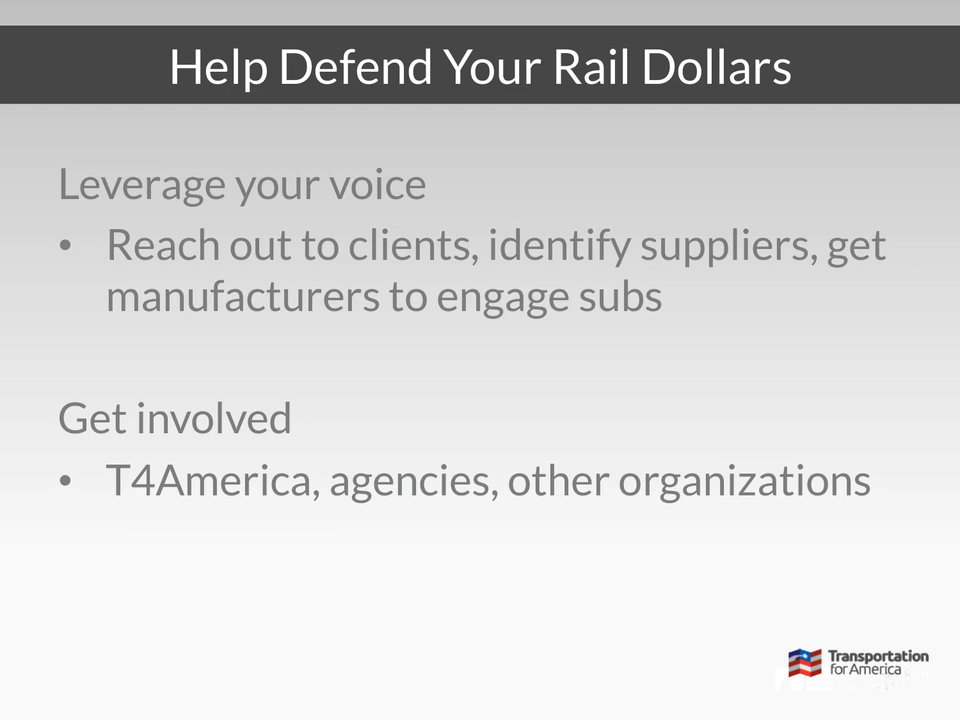 Help Defend Your Rail Dollars
Leverage your voice
• Reach out to clients, identify suppliers, get
manufacturers to engage subs
Get involved
• T4America, agencies, other organizations
Transportation
for America